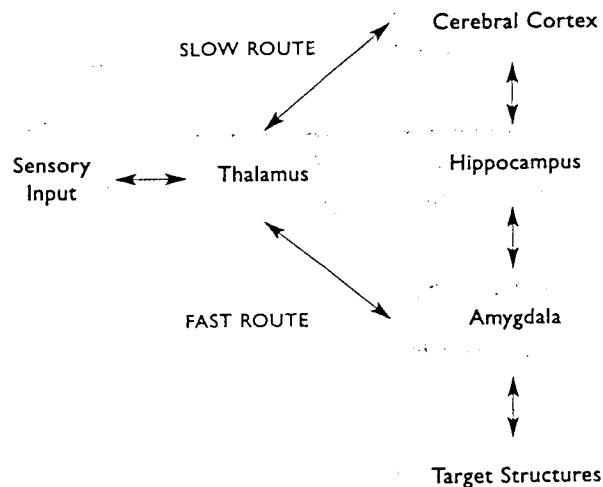 Cerebral Cortex
SLOW ROUTE
Sensory
Input
Thalamus
Hippocampus
FAST ROUTE
Amygdala
Target Structures